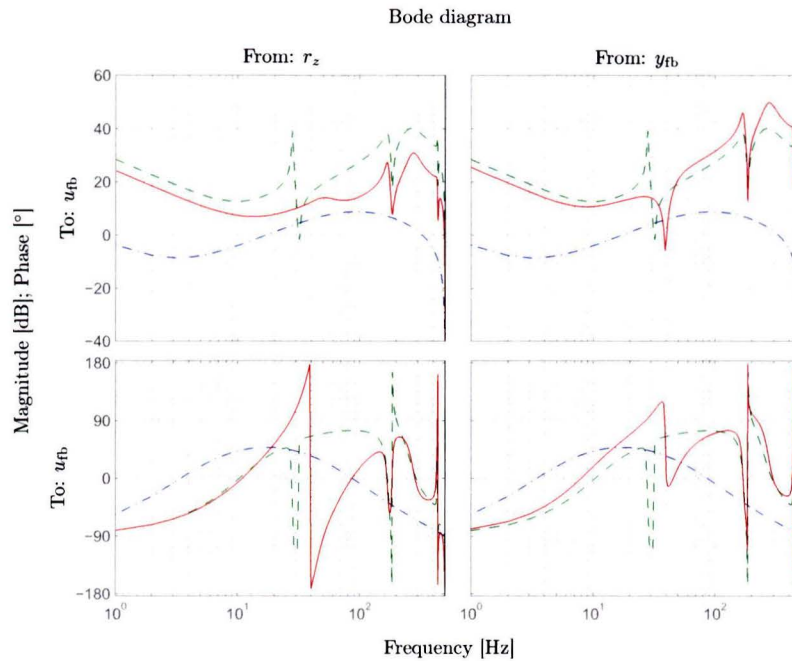 Bode diagram
From: r_z
From: y_fb
Magnitude [dB]; Phase [°]
To: u_fb
60
40
20
0
−20
−40
To: u_fb
180
90
0
−90
−180
10^0
10^1
10^2
10^0
10^1
10^2
Frequency [Hz]